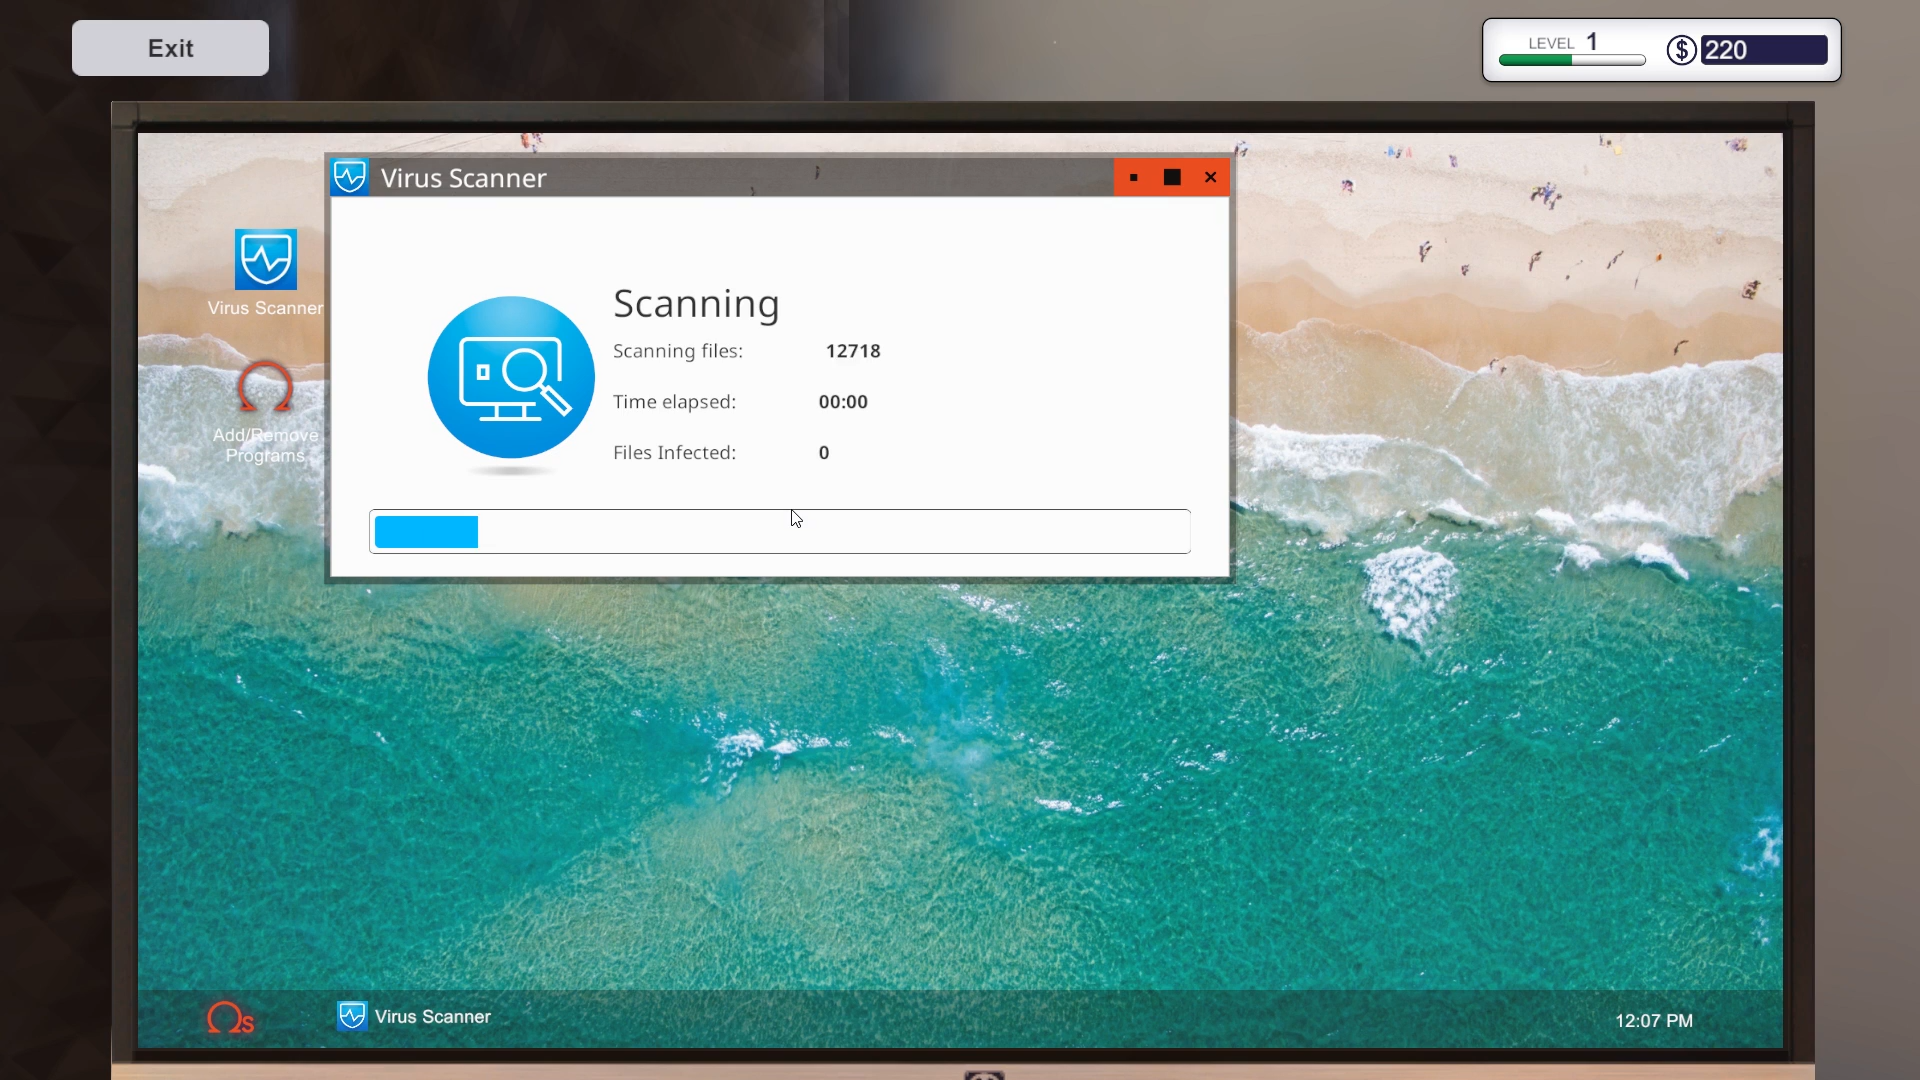 Exit
LEVEL 1
$ 220
Virus Scanner
Virus Scanner
Add/Remove
Programs
Scanning
Scanning files: 12718
Time elapsed: 00:00
Files Infected: 0
Ωs
Virus Scanner
12:07 PM